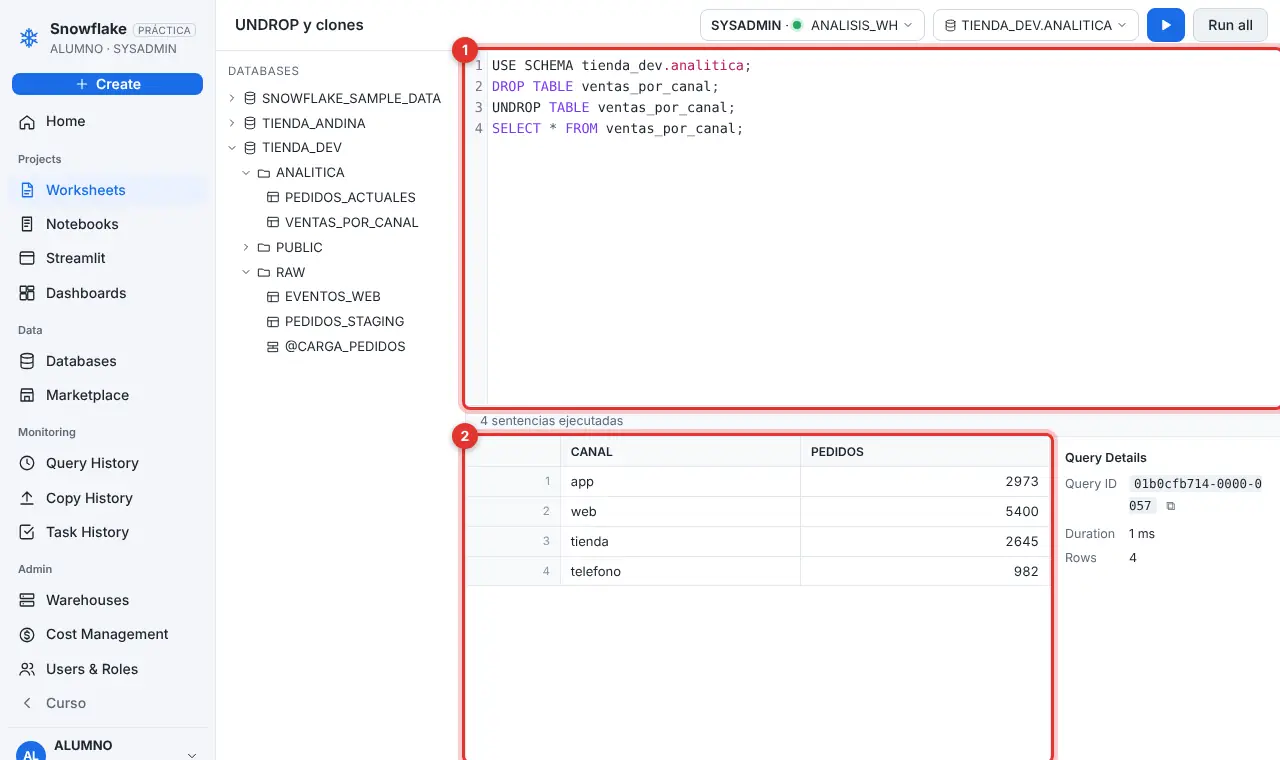 Snowflake PRÁCTICA
ALUMNO · SYSADMIN
Create
Home
Projects
Worksheets
Notebooks
Streamlit
Dashboards
Data
Databases
Marketplace
Monitoring
Query History
Copy History
Task History
Admin
Warehouses
Cost Management
Users & Roles
Curso
AL ALUMNO
UNDROP y clones
SYSADMIN · ANALISIS_WH
TIENDA_DEV.ANALITICA
Run all
DATABASES
SNOWFLAKE_SAMPLE_DATA
TIENDA_ANDINA
TIENDA_DEV
ANALITICA
PEDIDOS_ACTUALES
VENTAS_POR_CANAL
PUBLIC
RAW
EVENTOS_WEB
PEDIDOS_STAGING
@CARGA_PEDIDOS
1
1 USE SCHEMA tienda_dev.analitica;
2 DROP TABLE ventas_por_canal;
3 UNDROP TABLE ventas_por_canal;
4 SELECT * FROM ventas_por_canal;
4 sentencias ejecutadas
2
CANAL PEDIDOS
1 app 2973
2 web 5400
3 tienda 2645
4 telefono 982
Query Details
Query ID 01b0cfb714-0000-0
057
Duration 1 ms
Rows 4